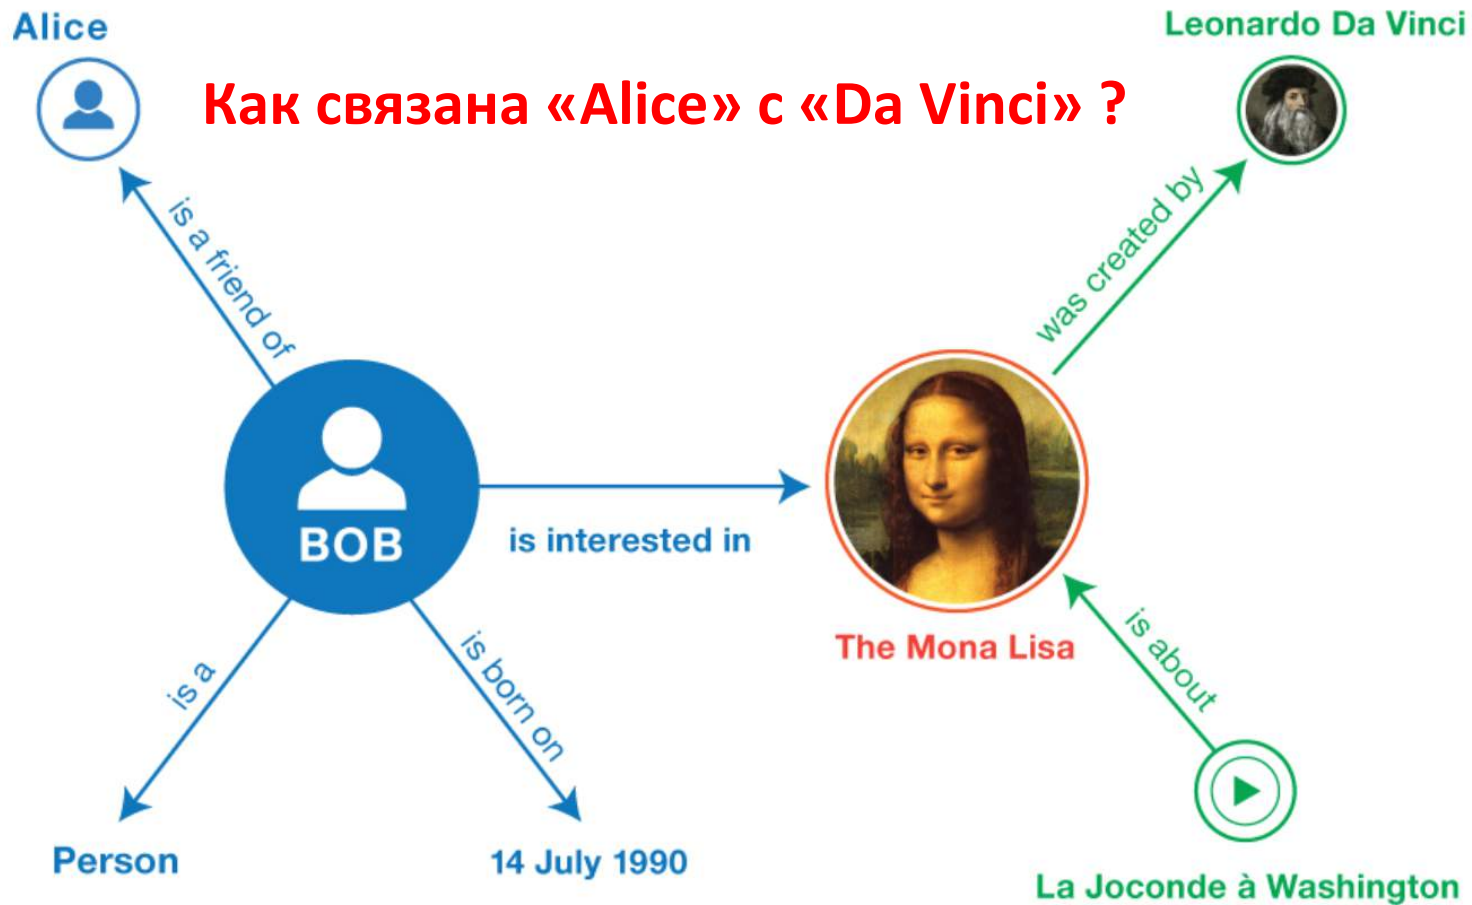 Alice
Leonardo Da Vinci
Как связана «Alice» с «Da Vinci» ?
is a friend of
was created by
BOB
is interested in
The Mona Lisa
is a
is born on
is about
Person
14 July 1990
La Joconde à Washington